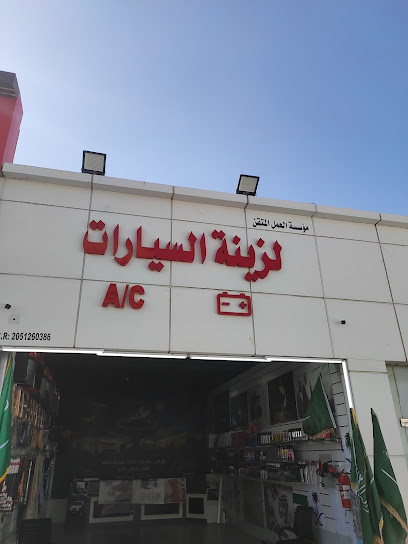 مؤسسة العمل المتقن
لزينة السيارات
A/C
.R: 2051260386